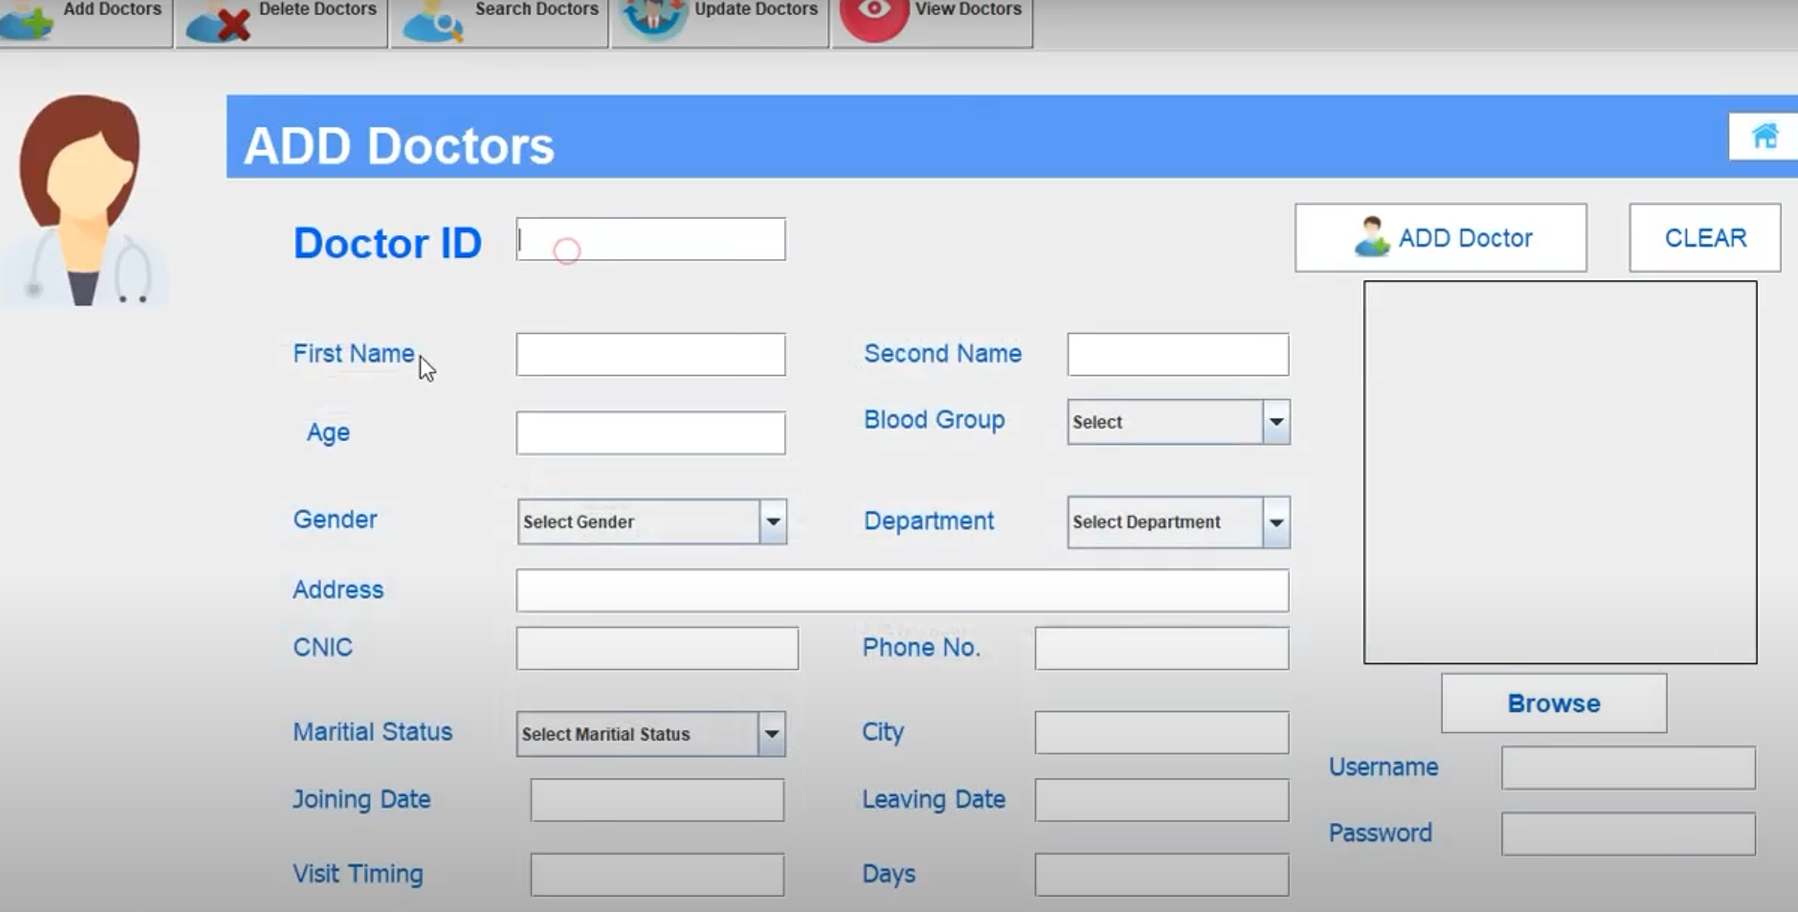 Add Doctors Delete Doctors Search Doctors Update Doctors View Doctors
ADD Doctors
Doctor ID ADD Doctor CLEAR
First Name Second Name
Age Blood Group Select
Gender Select Gender Department Select Department
Address
CNIC Phone No.
Browse
Maritial Status Select Maritial Status City
Username
Joining Date Leaving Date
Password
Visit Timing Days